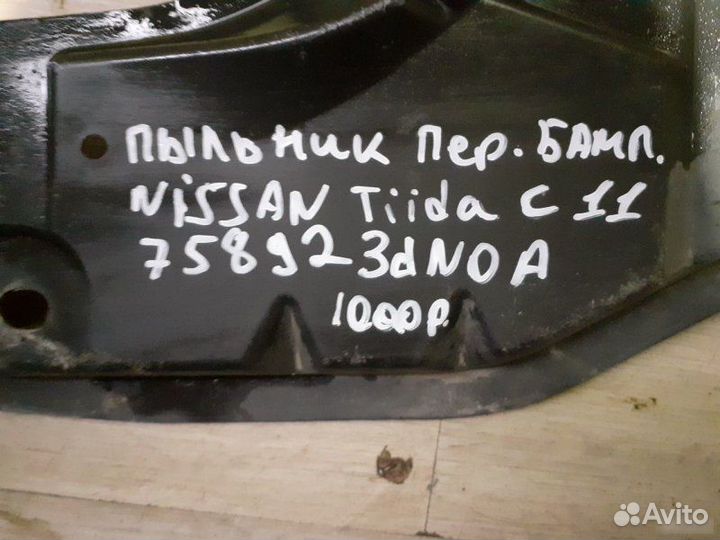 пыльник пер. бамп.
Nissan Tiida C 11
758923dN0A
1000р.
Avito